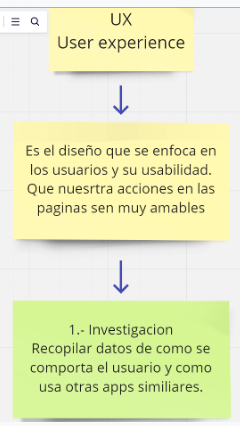 UX
User experience
Es el diseño que se enfoca en
los usuarios y su usabilidad.
Que nuesrtra acciones en las
paginas sen muy amables
1.- Investigacion
Recopilar datos de como se
comporta el usuario y como
usa otras apps similiares.